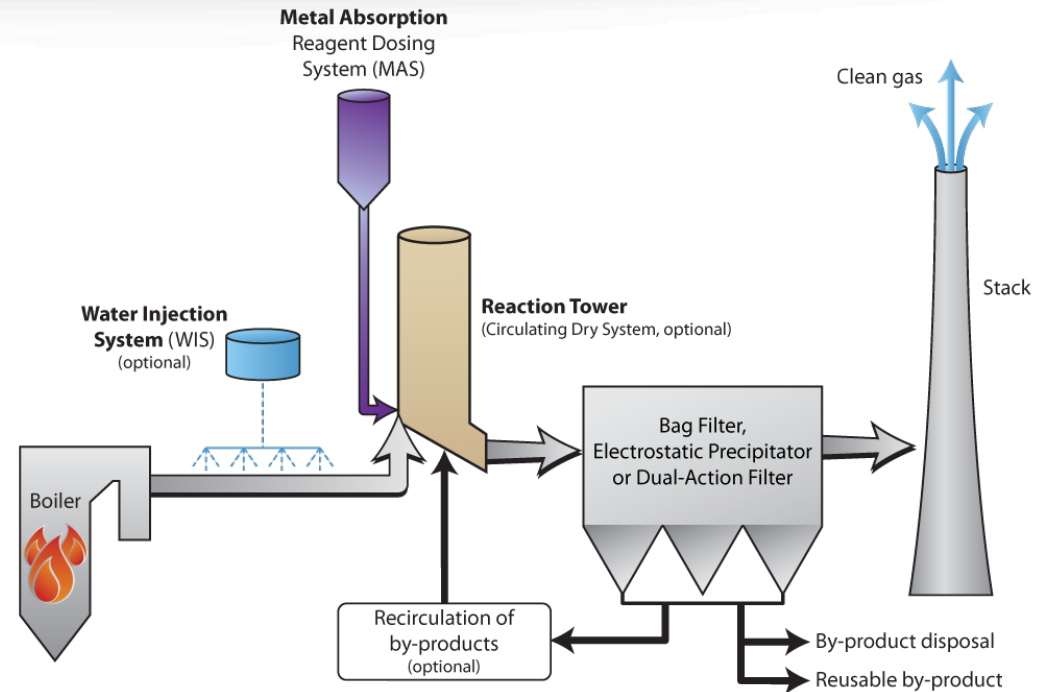 Metal Absorption
Reagent Dosing
System (MAS)
Clean gas
Stack
Water Injection
System (WIS)
(optional)
Reaction Tower
(Circulating Dry System, optional)
Bag Filter,
Electrostatic Precipitator
or Dual-Action Filter
Boiler
Recirculation of
by-products
(optional)
By-product disposal
Reusable by-product